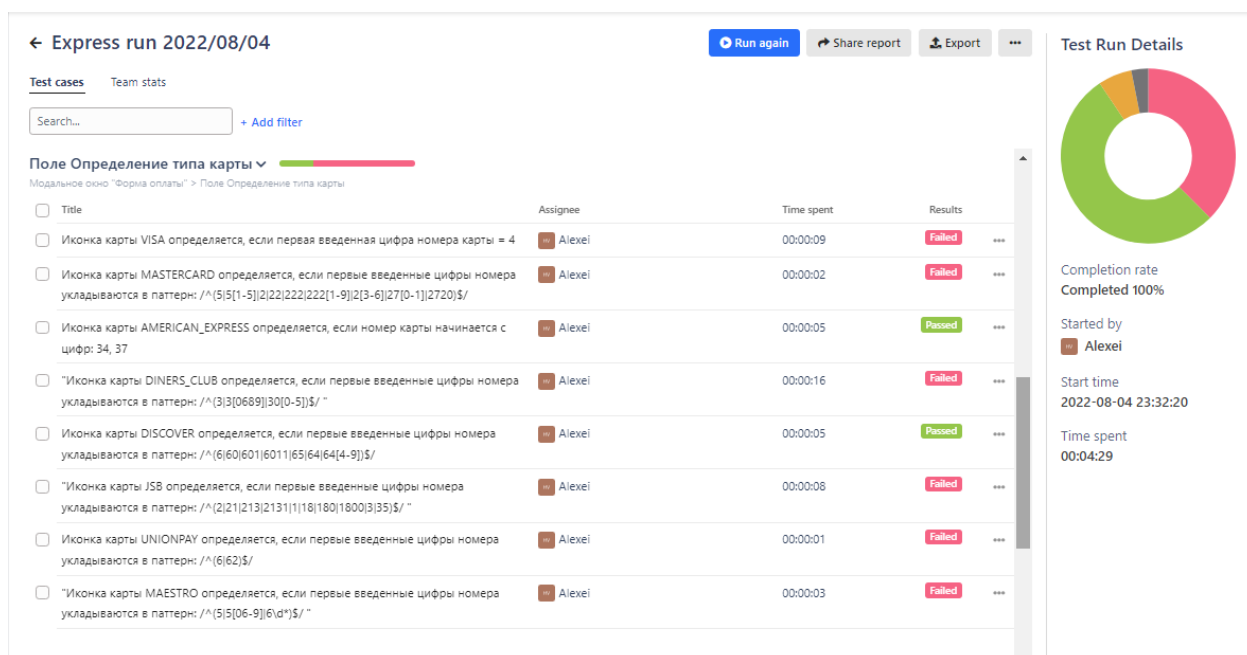 ← Express run 2022/08/04
Run again
Share report
Export
•••
Test cases
Team stats
Search...
+ Add filter
Поле Определение типа карты
Модальное окно "Форма оплаты" > Поле Определение типа карты
Title
Assignee
Time spent
Results
Иконка карты VISA определяется, если первая введенная цифра номера карты = 4
Alexei
00:00:09
Failed
•••
Иконка карты MASTERCARD определяется, если первые введенные цифры номера
укладываются в паттерн: /^(5|5[1-5]|2|22|222|222[1-9]|2[3-6]|27[0-1]|2720)$/
Alexei
00:00:02
Failed
•••
Иконка карты AMERICAN_EXPRESS определяется, если номер карты начинается с
цифр: 34, 37
Alexei
00:00:05
Passed
•••
"Иконка карты DINERS_CLUB определяется, если первые введенные цифры номера
укладываются в паттерн: /^(3|3[0689]|30[0-5])$/ "
Alexei
00:00:16
Failed
•••
Иконка карты DISCOVER определяется, если первые введенные цифры номера
укладываются в паттерн: /^(6|60|601|6011|65|64|64[4-9])$/
Alexei
00:00:05
Passed
•••
"Иконка карты JSB определяется, если первые введенные цифры номера
укладываются в паттерн: /^(2|21|213|2131|1|18|180|1800|3|35)$/ "
Alexei
00:00:08
Failed
•••
Иконка карты UNIONPAY определяется, если первые введенные цифры номера
укладываются в паттерн: /^(6|62)$/
Alexei
00:00:01
Failed
•••
"Иконка карты MAESTRO определяется, если первые введенные цифры номера
укладываются в паттерн: /^(5|5[06-9]|6\d*)$/ "
Alexei
00:00:03
Failed
•••
Test Run Details
Completion rate
Completed 100%
Started by
Alexei
Start time
2022-08-04 23:32:20
Time spent
00:04:29